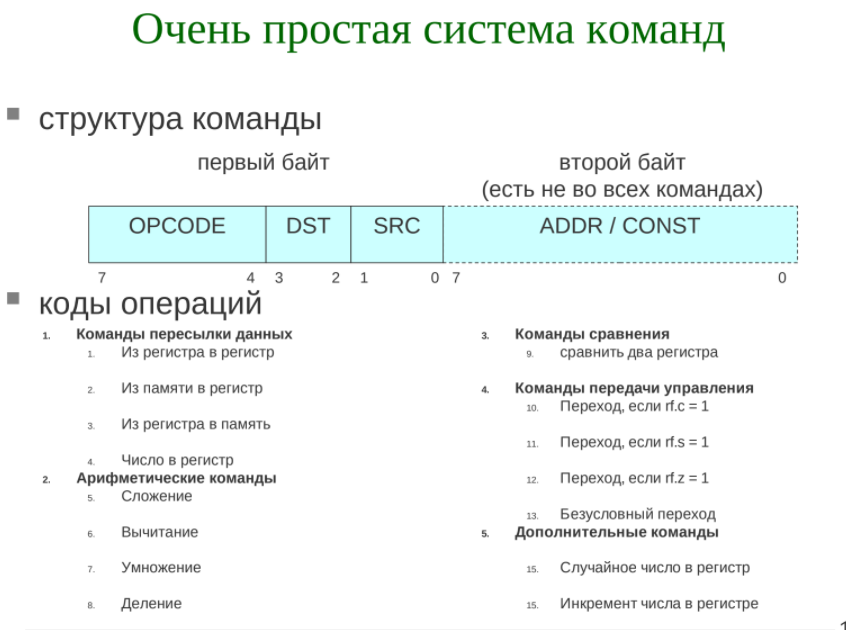 Очень простая система команд
структура команды
первый байт
второй байт
(есть не во всех командах)
OPCODE DST SRC ADDR / CONST
7 4 3 2 1 0 7 0
коды операций
1. Команды пересылки данных
1. Из регистра в регистр
2. Из памяти в регистр
3. Из регистра в память
4. Число в регистр
2. Арифметические команды
5. Сложение
6. Вычитание
7. Умножение
8. Деление
3. Команды сравнения
9. сравнить два регистра
4. Команды передачи управления
10. Переход, если rf.c = 1
11. Переход, если rf.s = 1
12. Переход, если rf.z = 1
13. Безусловный переход
5. Дополнительные команды
15. Случайное число в регистр
15. Инкремент числа в регистре